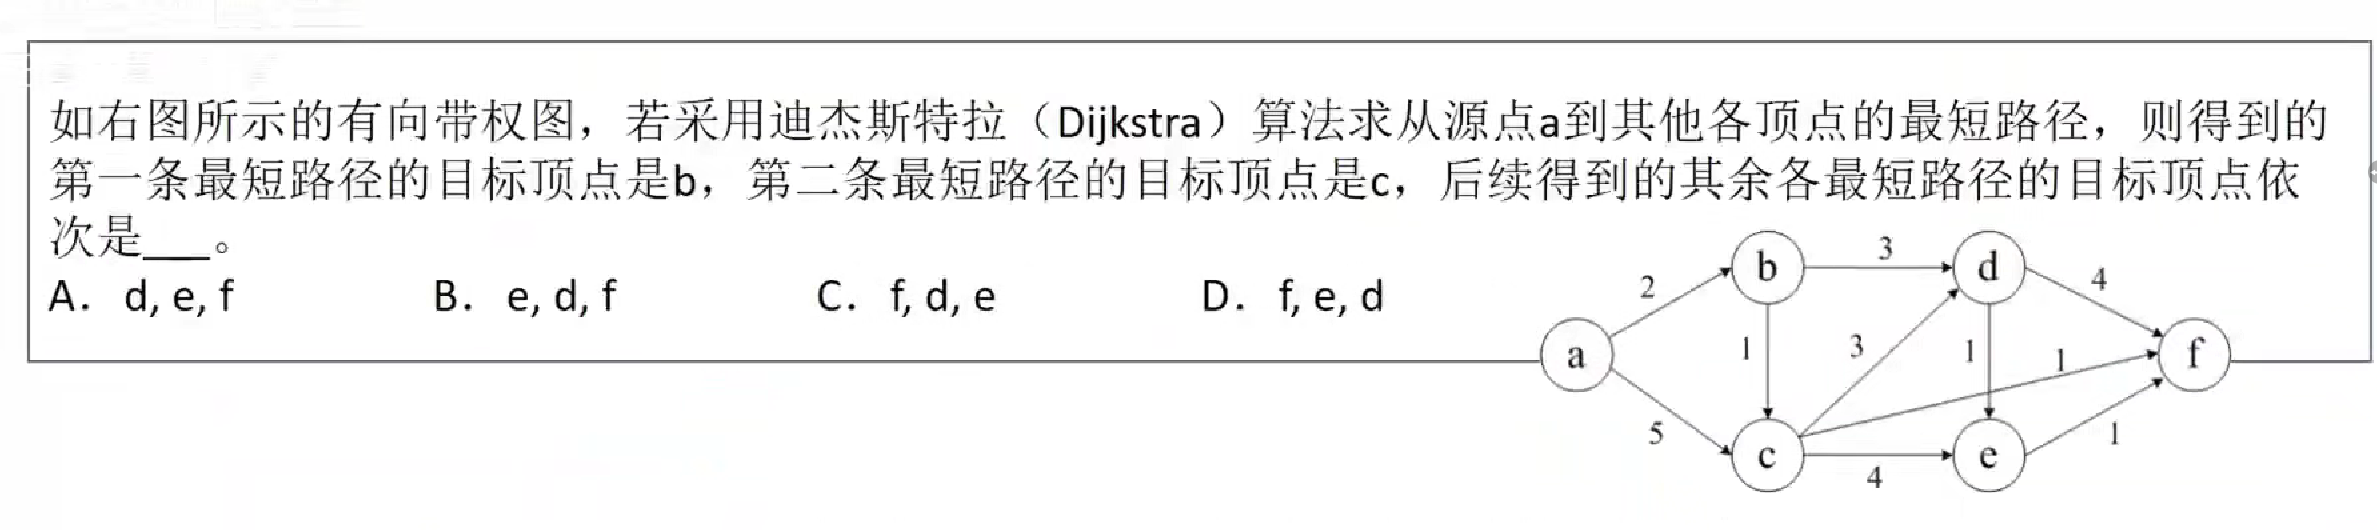 如右图所示的有向带权图，若采用迪杰斯特拉（Dijkstra）算法求从源点a到其他各顶点的最短路径，则得到的
第一条最短路径的目标顶点是b，第二条最短路径的目标顶点是c，后续得到的其余各最短路径的目标顶点依
次是___。
A. d, e, f B. e, d, f C. f, d, e D. f, e, d
b 3 d
2 4
a 1 3 1 1 f
5 1
c 4 e